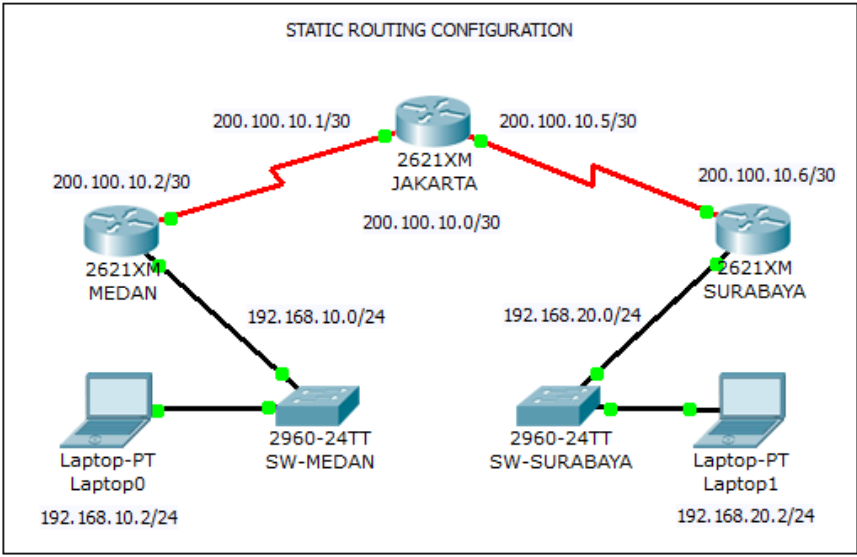 STATIC ROUTING CONFIGURATION
200.100.10.1/30
200.100.10.5/30
2621XM
JAKARTA
200.100.10.2/30
200.100.10.6/30
200.100.10.0/30
2621XM
MEDAN
2621XM
SURABAYA
192.168.10.0/24
192.168.20.0/24
Laptop-PT
Laptop0
2960-24TT
SW-MEDAN
2960-24TT
SW-SURABAYA
Laptop-PT
Laptop1
192.168.10.2/24
192.168.20.2/24